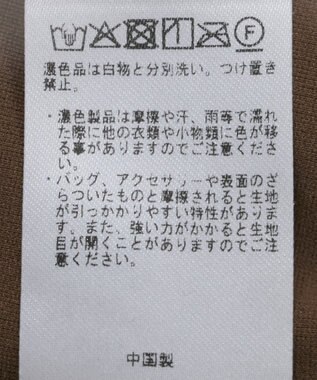 F
濃色品は白物と分別洗い。つけ置き
禁止。
・濃色製品は摩擦や汗、雨等で濡れ
た際に他の衣類や小物類に色が移
る事がありますのでご注意くださ
い。
・バッグ、アクセサリーや表面のざ
らついたものと摩擦されると生地
が引っかかりやすい特性がありま
す。また、強い力がかかると生地
目が開くことがありますのでご注
意ください。
中国製